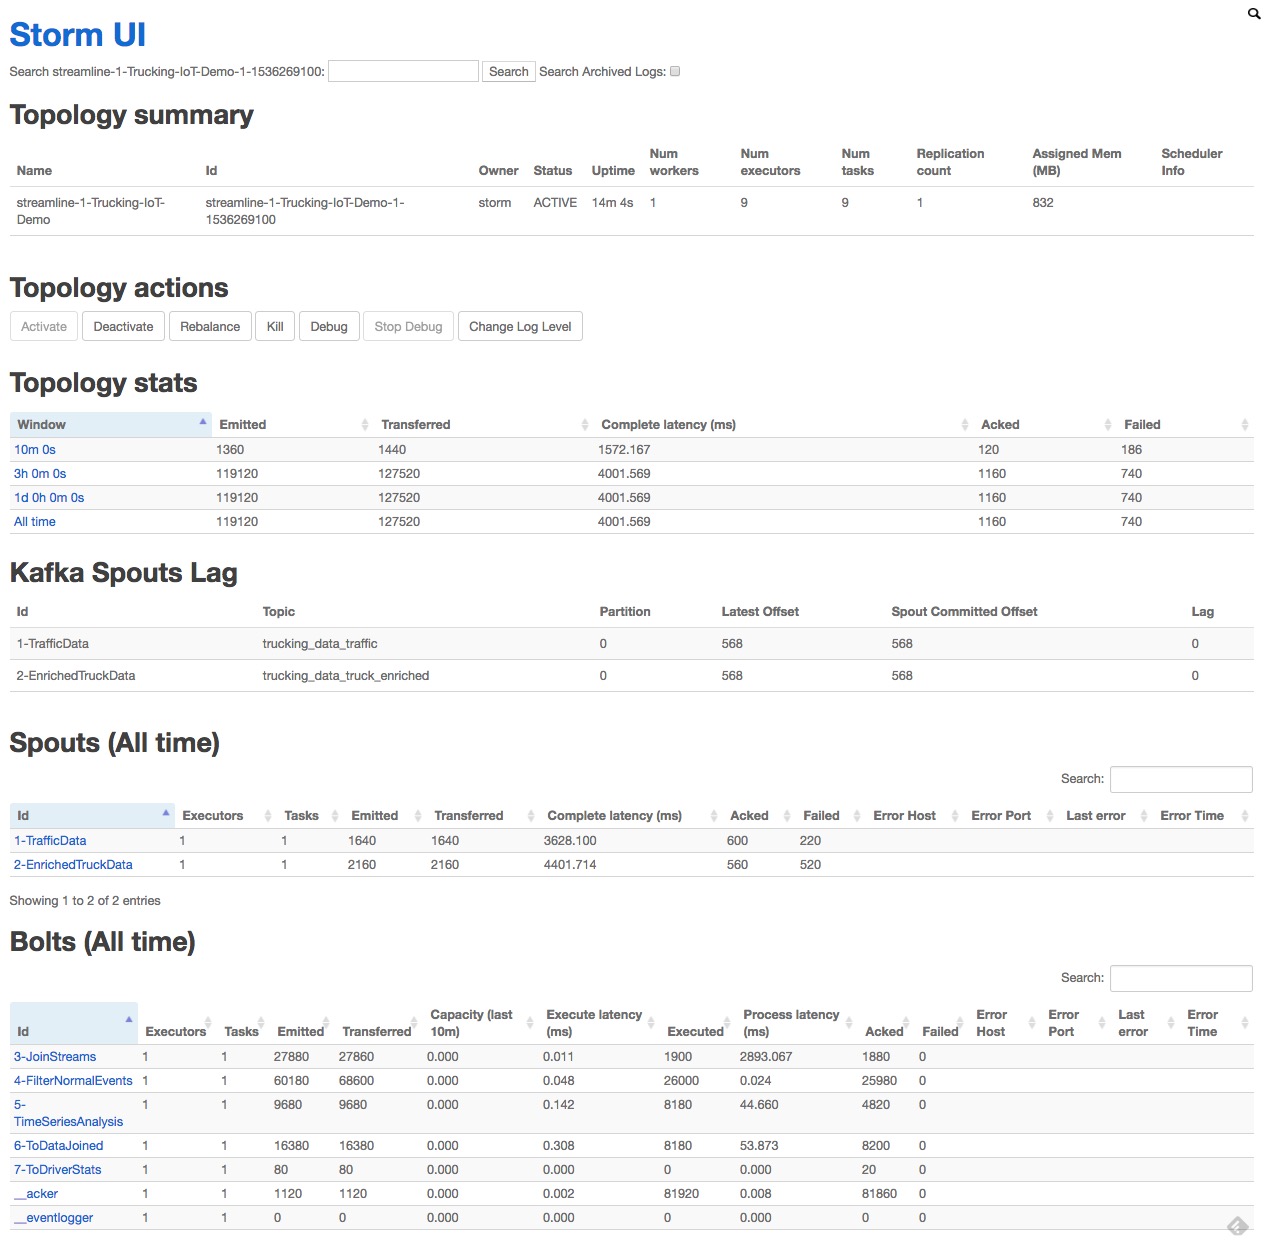 Storm UI
Search streamline-1-Trucking-IoT-Demo-1-1536269100: Search Search Archived Logs:
Topology summary
Name Id Owner Status Uptime Num workers Num executors Num tasks Replication count Assigned Mem (MB) Scheduler Info
streamline-1-Trucking-IoT-Demo streamline-1-Trucking-IoT-Demo-1-1536269100 storm ACTIVE 14m 4s 1 9 9 1 832
Topology actions
Activate Deactivate Rebalance Kill Debug Stop Debug Change Log Level
Topology stats
Window Emitted Transferred Complete latency (ms) Acked Failed
10m 0s 1360 1440 1572.167 120 186
3h 0m 0s 119120 127520 4001.569 1160 740
1d 0h 0m 0s 119120 127520 4001.569 1160 740
All time 119120 127520 4001.569 1160 740
Kafka Spouts Lag
Id Topic Partition Latest Offset Spout Committed Offset Lag
1-TrafficData trucking_data_traffic 0 568 568 0
2-EnrichedTruckData trucking_data_truck_enriched 0 568 568 0
Spouts (All time)
Search:
Id Executors Tasks Emitted Transferred Complete latency (ms) Acked Failed Error Host Error Port Last error Error Time
1-TrafficData 1 1 1640 1640 3628.100 600 220
2-EnrichedTruckData 1 1 2160 2160 4401.714 560 520
Showing 1 to 2 of 2 entries
Bolts (All time)
Search:
Id Executors Tasks Emitted Transferred Capacity (last 10m) Execute latency (ms) Executed Process latency (ms) Acked Failed Error Host Error Port Last error Error Time
3-JoinStreams 1 1 27880 27860 0.000 0.011 1900 2893.067 1880 0
4-FilterNormalEvents 1 1 60180 68600 0.000 0.048 26000 0.024 25980 0
5-TimeSeriesAnalysis 1 1 9680 9680 0.000 0.142 8180 44.660 4820 0
6-ToDataJoined 1 1 16380 16380 0.000 0.308 8180 53.873 8200 0
7-ToDriverStats 1 1 80 80 0.000 0.000 0 0.000 20 0
__acker 1 1 1120 1120 0.000 0.002 81920 0.008 81860 0
__eventlogger 1 1 0 0 0.000 0.000 0 0.000 0 0